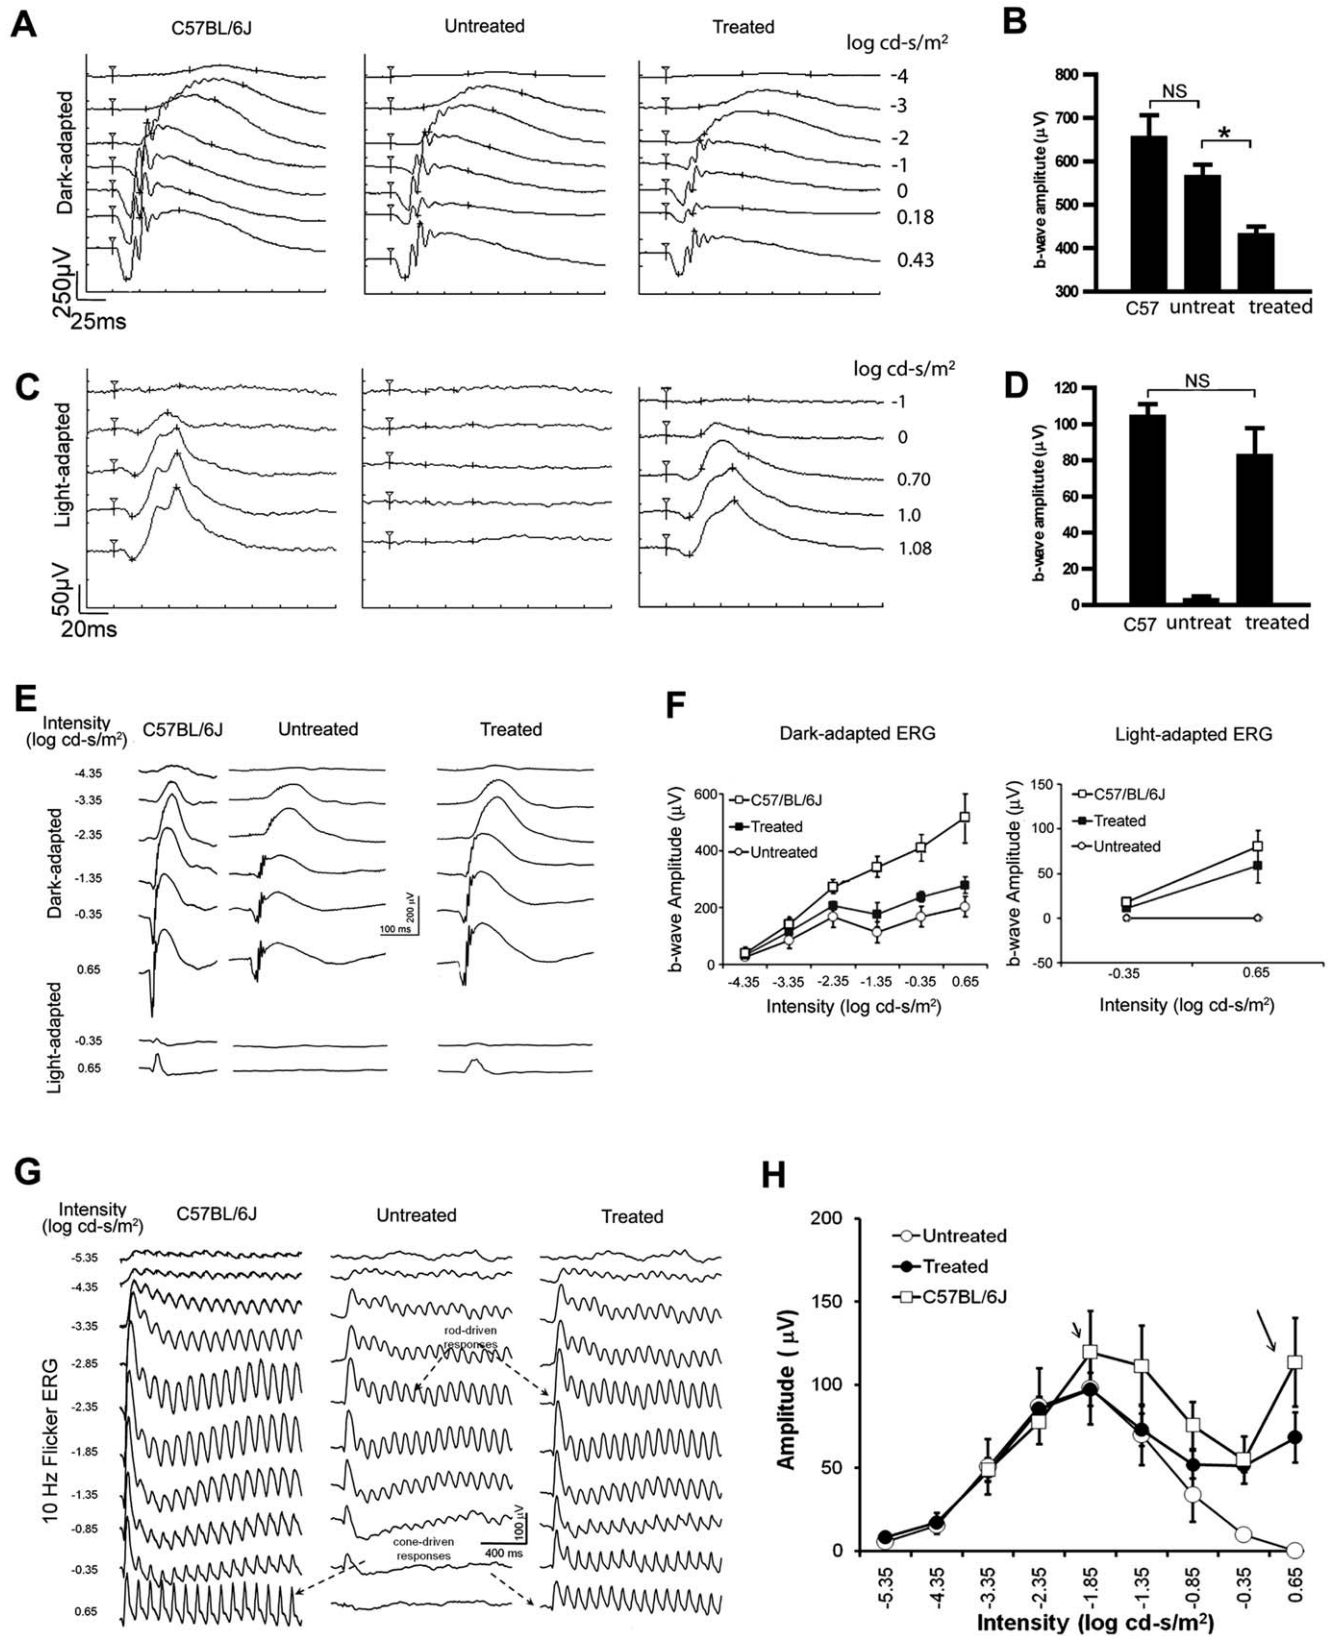 A
C57BL/6J
Untreated
Treated
log cd-s/m²
Dark-adapted
-4
-3
-2
-1
0
0.18
0.43
250µV
25ms
B
b-wave amplitute (µV)
800
700
600
500
400
300
NS
*
C57 untreat treated
C
log cd-s/m²
Light-adapted
-1
0
0.70
1.0
1.08
50µV
20ms
D
b-wave amplitute (µV)
120
100
80
60
40
20
0
NS
C57 untreat treated
E
Intensity
(log cd-s/m²)
C57BL/6J
Untreated
Treated
Dark-adapted
-4.35
-3.35
-2.35
-1.35
-0.35
0.65
200 µV
100 ms
Light-adapted
-0.35
0.65
F
Dark-adapted ERG
b-wave Amplitude (µV)
600
400
200
0
C57/BL/6J
Treated
Untreated
-4.35 -3.35 -2.35 -1.35 -0.35 0.65
Intensity (log cd-s/m²)
Light-adapted ERG
b-wave Amplitude (µV)
150
100
50
0
-50
C57/BL/6J
Treated
Untreated
-0.35 0.65
Intensity (log cd-s/m²)
G
Intensity
(log cd-s/m²)
C57BL/6J
Untreated
Treated
10 Hz Flicker ERG
-5.35
-4.35
-3.35
-2.85
-2.35
-1.85
-1.35
-0.85
-0.35
0.65
rod-driven
responses
cone-driven
responses
100 µV
400 ms
H
Amplitude ( µV)
200
150
100
50
0
Untreated
Treated
C57BL/6J
-5.35 -4.35 -3.35 -2.35 -1.85 -1.35 -0.85 -0.35 0.65
Intensity (log cd-s/m²)